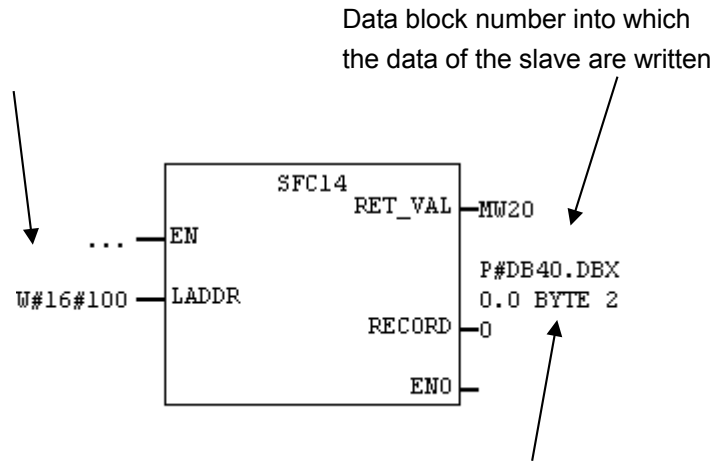 Data block number into which
the data of the slave are written
SFC14
RET_VAL MW20
... EN
P#DB40.DBX
W#16#100 LADDR 0.0 BYTE 2
RECORD 0
ENO